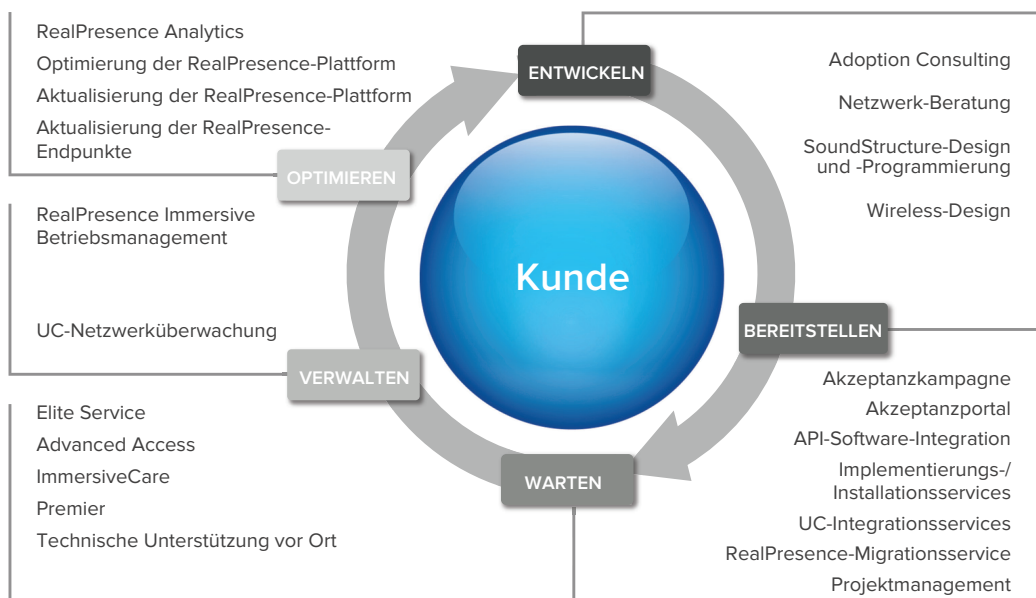 RealPresence Analytics
Optimierung der RealPresence-Plattform
Aktualisierung der RealPresence-Plattform
Aktualisierung der RealPresence-
Endpunkte
OPTIMIEREN
RealPresence Immersive
Betriebsmanagement
UC-Netzwerküberwachung
VERWALTEN
Elite Service
Advanced Access
ImmersiveCare
Premier
Technische Unterstützung vor Ort
WARTEN
Kunde
ENTWICKELN
Adoption Consulting
Netzwerk-Beratung
SoundStructure-Design
und -Programmierung
Wireless-Design
BEREITSTELLEN
Akzeptanzkampagne
Akzeptanzportal
API-Software-Integration
Implementierungs-/
Installationsservices
UC-Integrationsservices
RealPresence-Migrationsservice
Projektmanagement